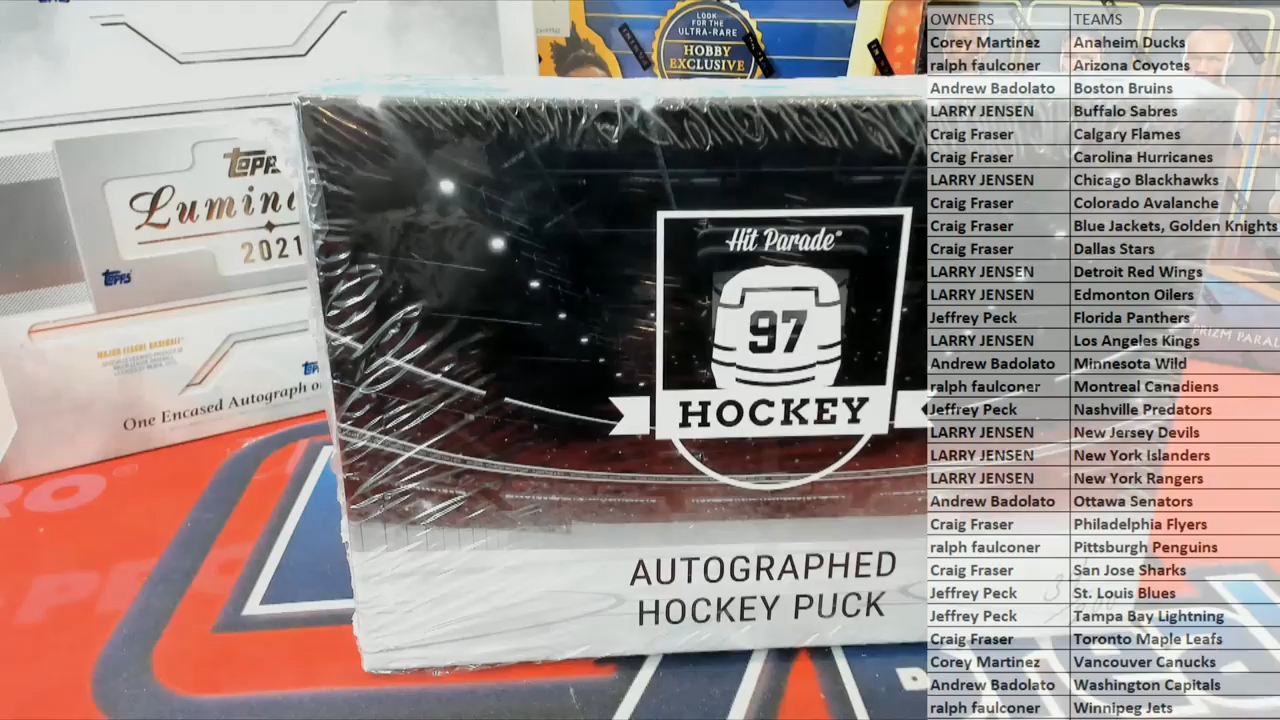 LOOK
FOR THE
ULTRA-RARE
HOBBY
EXCLUSIVE
TOPPS
2021
topps
MAJOR LEAGUE BASEBALL
One Encased Autograph
Hit Parade
97
HOCKEY
AUTOGRAPHED
HOCKEY PUCK
OWNERS TEAMS
Corey Martinez Anaheim Ducks
ralph faulconer Arizona Coyotes
Andrew Badolato Boston Bruins
LARRY JENSEN Buffalo Sabres
Craig Fraser Calgary Flames
Craig Fraser Carolina Hurricanes
LARRY JENSEN Chicago Blackhawks
Craig Fraser Colorado Avalanche
Craig Fraser Blue Jackets, Golden Knights
Craig Fraser Dallas Stars
LARRY JENSEN Detroit Red Wings
LARRY JENSEN Edmonton Oilers
Jeffrey Peck Florida Panthers
LARRY JENSEN Los Angeles Kings
Andrew Badolato Minnesota Wild
ralph faulconer Montreal Canadiens
Jeffrey Peck Nashville Predators
LARRY JENSEN New Jersey Devils
LARRY JENSEN New York Islanders
LARRY JENSEN New York Rangers
Andrew Badolato Ottawa Senators
Craig Fraser Philadelphia Flyers
ralph faulconer Pittsburgh Penguins
Craig Fraser San Jose Sharks
Jeffrey Peck St. Louis Blues
Jeffrey Peck Tampa Bay Lightning
Craig Fraser Toronto Maple Leafs
Corey Martinez Vancouver Canucks
Andrew Badolato Washington Capitals
ralph faulconer Winnipeg Jets